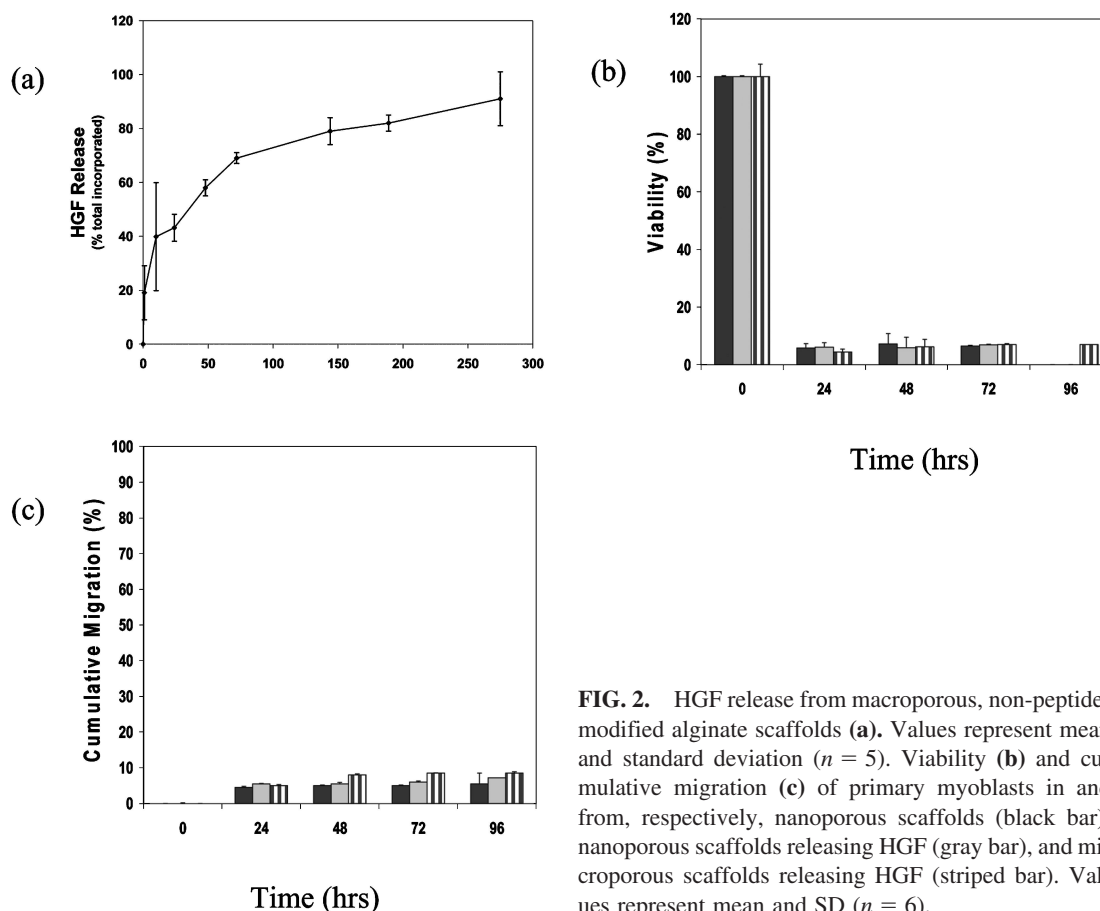 (a)
HGF Release
(% total incorporated)
120
100
80
60
40
20
0
0 50 100 150 200 250 300
(b)
Viability (%)
120
100
80
60
40
20
0
0 24 48 72 96
Time (hrs)
(c)
Cumulative Migration (%)
100
90
80
70
60
50
40
30
20
10
0
0 24 48 72 96
Time (hrs)
FIG. 2. HGF release from macroporous, non-peptide
modified alginate scaffolds (a). Values represent mean
and standard deviation (n = 5). Viability (b) and cu
mulative migration (c) of primary myoblasts in and
from, respectively, nanoporous scaffolds (black bar)
nanoporous scaffolds releasing HGF (gray bar), and mi
croporous scaffolds releasing HGF (striped bar). Val
ues represent mean and SD (n = 6).